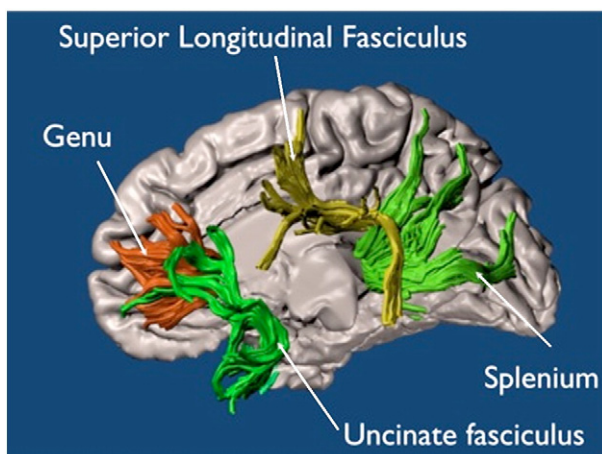 Superior Longitudinal Fasciculus
Genu
Splenium
Uncinate fasciculus